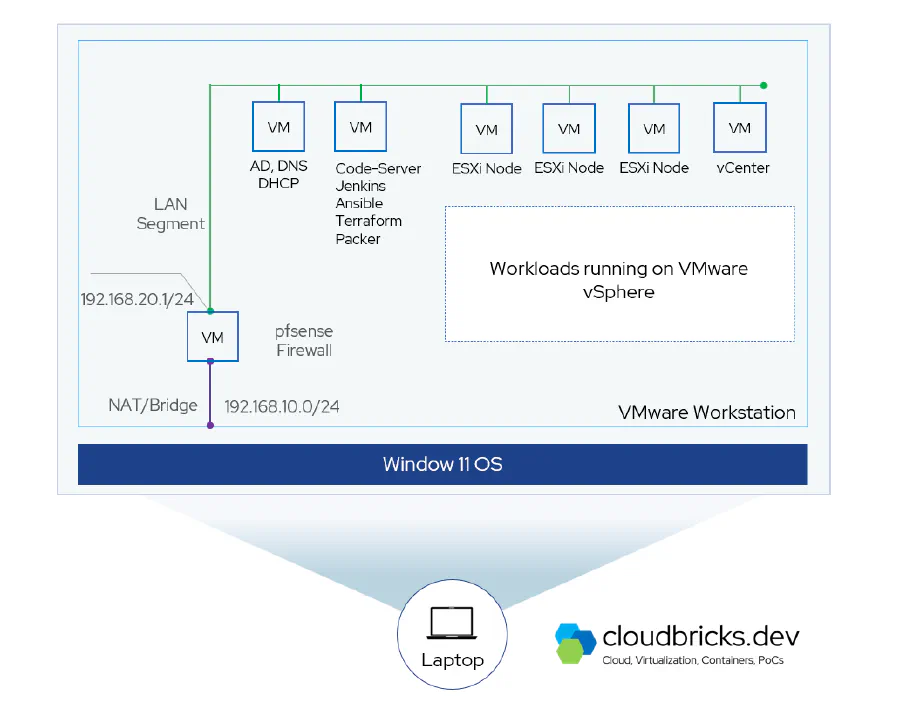 VM
VM
VM
VM
VM
VM
AD, DNS
DHCP
Code-Server
Jenkins
Ansible
Terraform
Packer
ESXi Node
ESXi Node
ESXi Node
vCenter
LAN
Segment
Workloads running on VMware
vSphere
192.168.20.1/24
VM
pfsense
Firewall
NAT/Bridge
192.168.10.0/24
VMware Workstation
Window 11 OS
Laptop
cloudbricks.dev
Cloud, Virtualization, Containers, PoCs